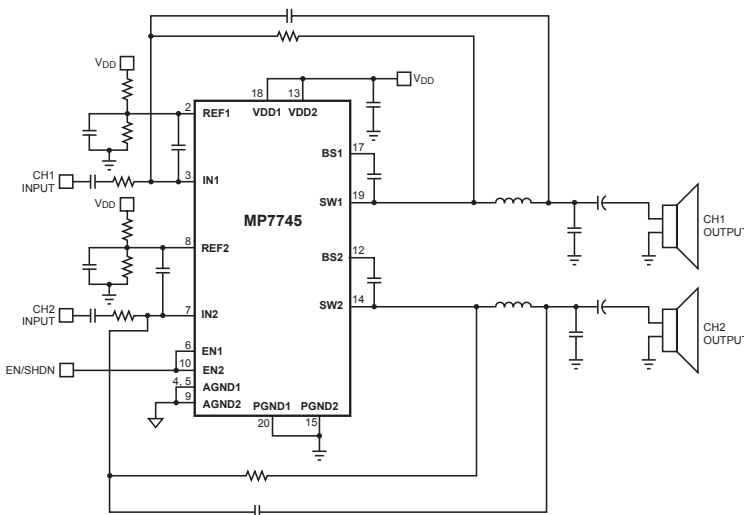 VDD
VDD
18
13
VDD1
VDD2
2
REF1
17
BS1
CH1
INPUT
3
IN1
19
SW1
CH1
OUTPUT
VDD
MP7745
8
REF2
12
BS2
14
SW2
CH2
INPUT
7
IN2
CH2
OUTPUT
6
EN1
EN/SHDN
10
EN2
4, 5
AGND1
9
AGND2
PGND1
PGND2
20
15